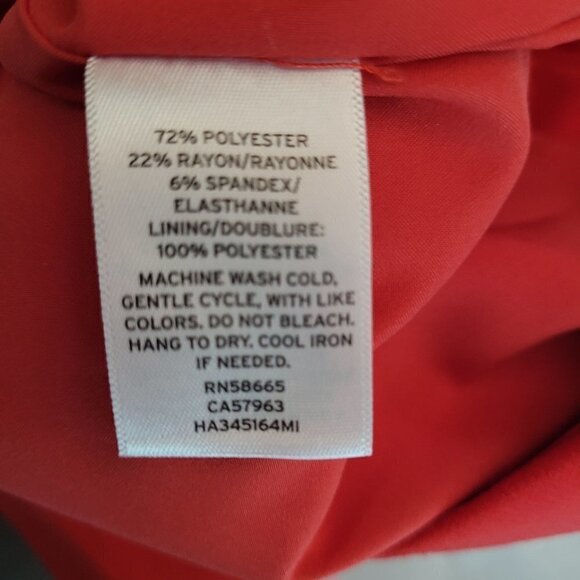 72% POLYESTER
22% RAYON/RAYONNE
6% SPANDEX/
ELASTHANNE
LINING/DOUBLURE:
100% POLYESTER
MACHINE WASH COLD,
GENTLE CYCLE, WITH LIKE
COLORS. DO NOT BLEACH.
HANG TO DRY. COOL IRON
IF NEEDED.
RN58665
CA57963
HA345164MI